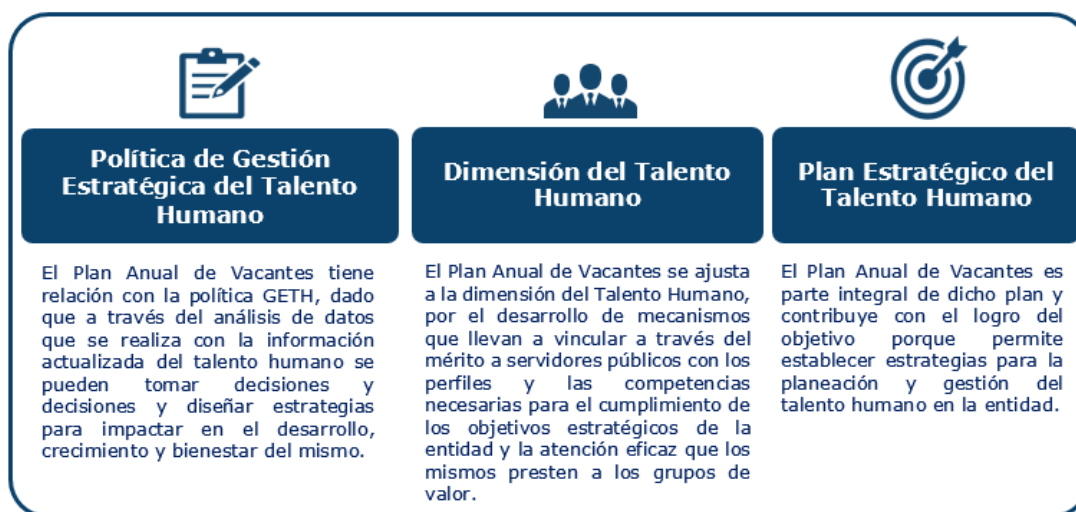 Política de Gestión
Estratégica del Talento
Humano
El Plan Anual de Vacantes tiene
relación con la política GETH, dado
que a través del análisis de datos
que se realiza con la información
actualizada del talento humano se
pueden tomar decisiones y
decisiones y diseñar estrategias
para impactar en el desarrollo,
crecimiento y bienestar del mismo.
Dimensión del Talento
Humano
El Plan Anual de Vacantes se ajusta
a la dimensión del Talento Humano,
por el desarrollo de mecanismos
que llevan a vincular a través del
mérito a servidores públicos con los
perfiles y las competencias
necesarias para el cumplimiento de
los objetivos estratégicos de la
entidad y la atención eficaz que los
mismos presten a los grupos de
valor.
Plan Estratégico del
Talento Humano
El Plan Anual de Vacantes es
parte integral de dicho plan y
contribuye con el logro del
objetivo porque permite
establecer estrategias para la
planeación y gestión del
talento humano en la entidad.